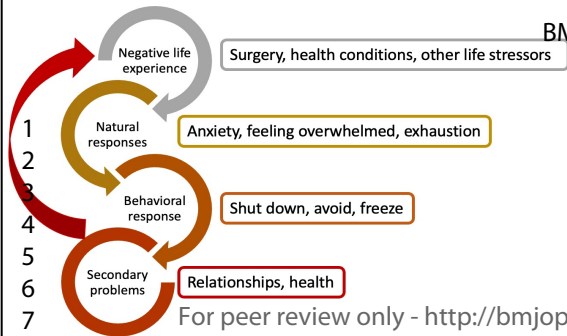 BM
Negative life
experience
Surgery, health conditions, other life stressors
1
Natural
responses
Anxiety, feeling overwhelmed, exhaustion
2
3
Behavioral
response
Shut down, avoid, freeze
4
5
Secondary
problems
Relationships, health
6
7
For peer review only - http://bmjop